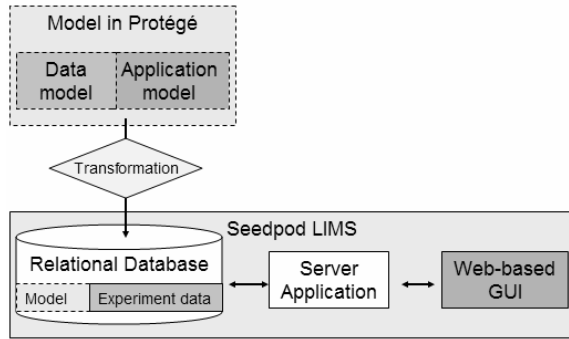 Model in Protégé
Data
model
Application
model
Transformation
Seedpod LIMS
Relational Database
Model
Experiment data
Server
Application
Web-based
GUI